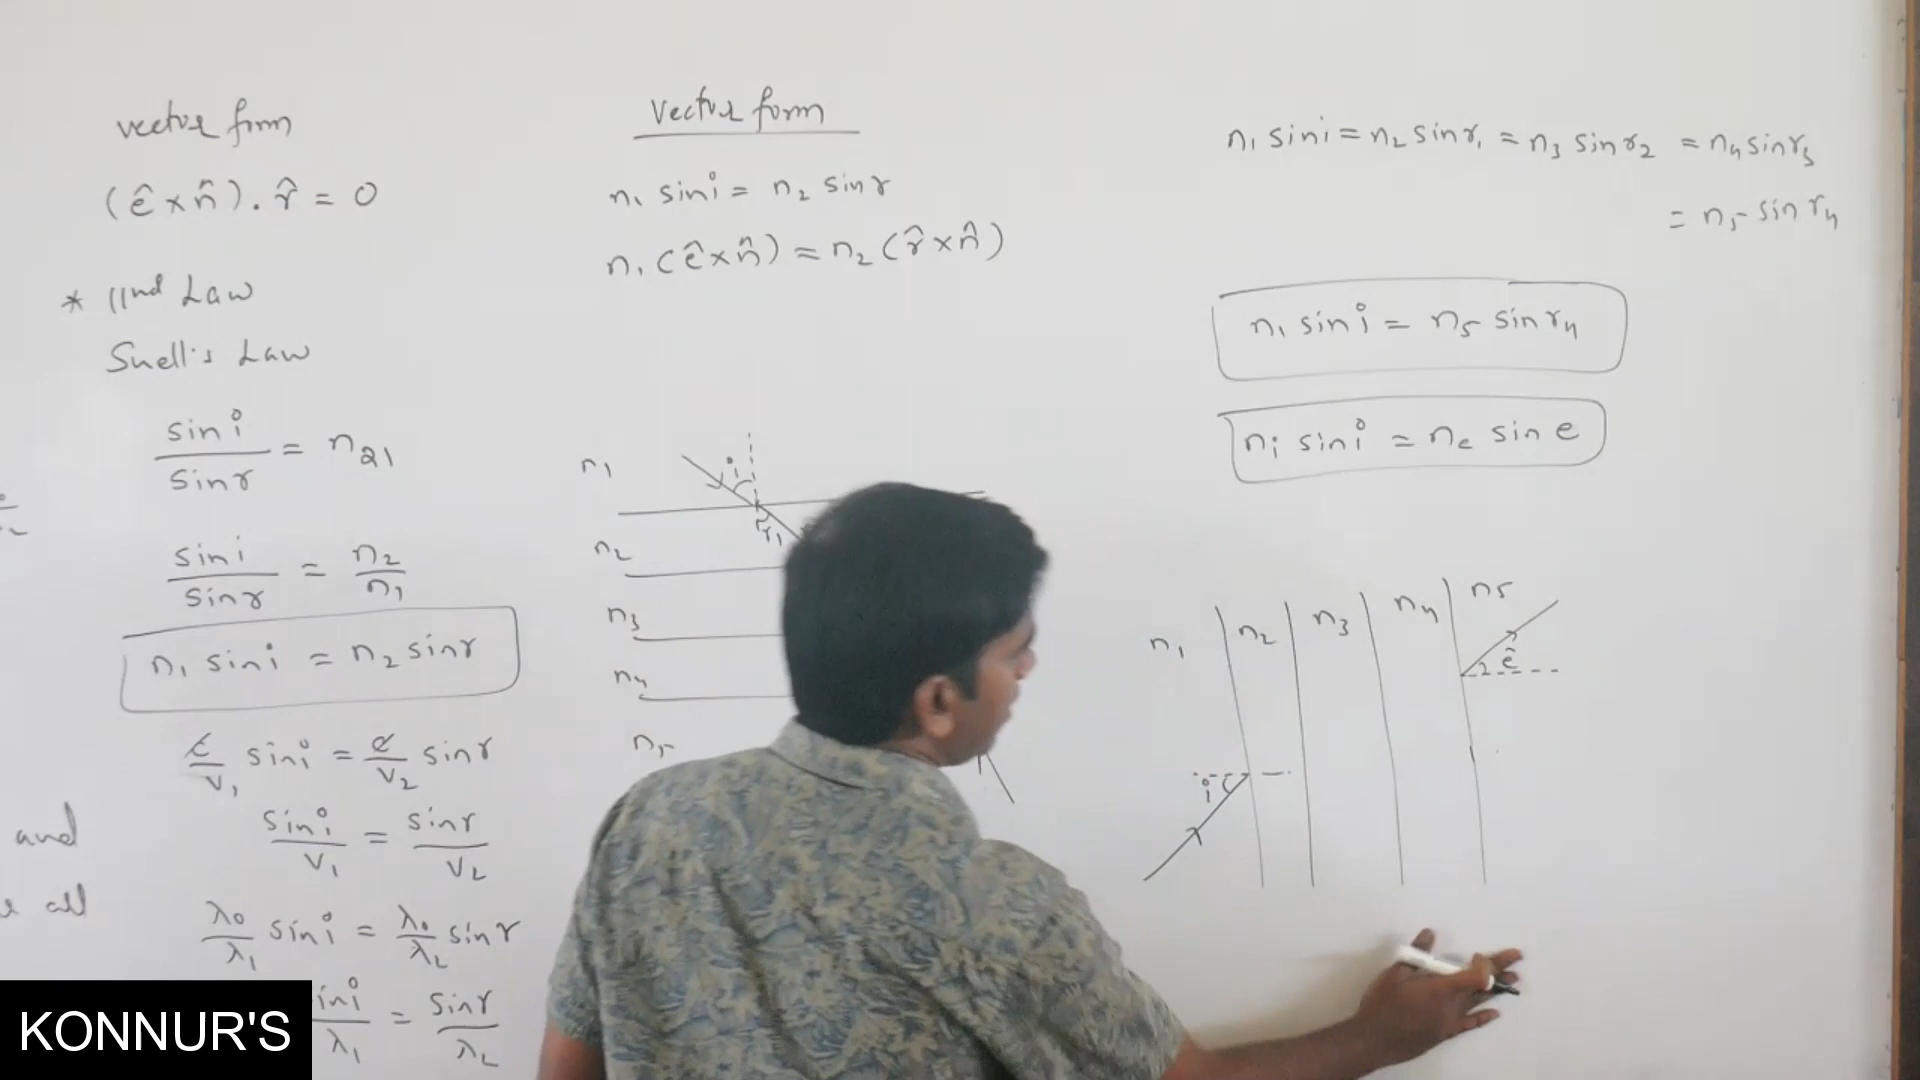 vector form
(ê×n̂).r̂ = 0
* IInd Law
Snell's Law
sin i / sin r = n21
sin i / sin r = n2 / n1
n1 sin i = n2 sin r
c/v1 sin i = c/v2 sin r
sin i / v1 = sin r / v2
and
all
λ0/λ1 sin i = λ0/λ2 sin r
sin i / λ1 = sin r / λ2
KONNUR'S
Vector form
n1 sin i = n2 sin r
n1 (ê×n̂) = n2 (r̂×n̂)
n1
i
r1
n2
n3
n4
n5
n1 sin i = n2 sin r1 = n3 sin r2 = n4 sin r3
= n5 sin r4
n1 sin i = n5 sin r4
ni sin i = ne sin e
n1 n2 n3 n4 n5
ê
i